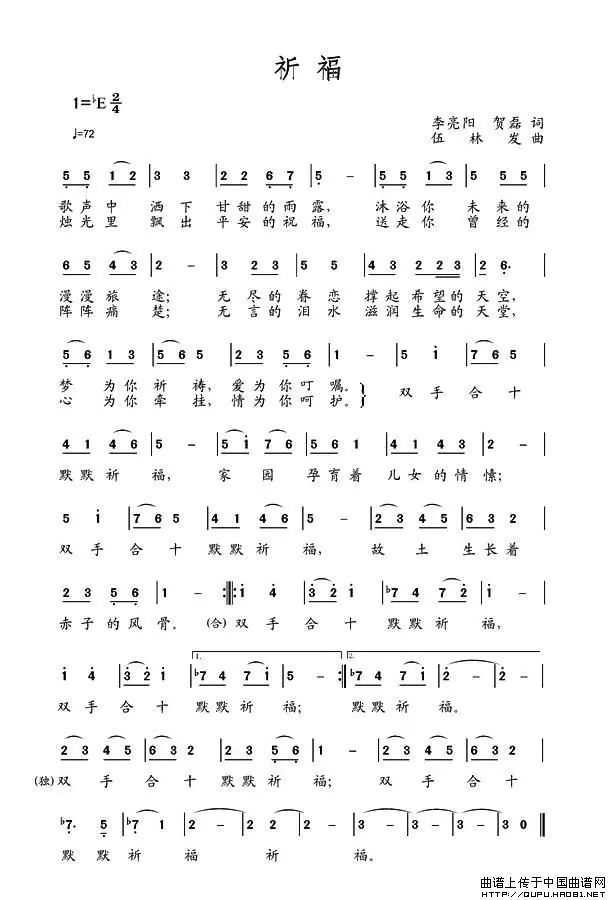 祈福
1=♭E 2/4
李亮阳 贺磊 词
♩=72
伍林发 曲
5 5 1 2 | 3 3 | 2 2 6 7 | 5 - | 5 5 1 3 | 5 5 1 2 |
歌声中 洒下 甘甜的雨露, 沐浴你 未来的
烛光里 飘出 平安的祝福, 送走你 曾经的
6 5 4 3 | 2 - | 3 2 3 | 5 5 | 4 3 2 2 3 | 2 6. |
漫漫旅途; 无尽的眷恋 撑起希望的天空,
阵阵痛楚; 无言的泪水 滋润生命的天堂,
5 6 1 3 | 5 6 5 | 2 3 5 6 | 1 - | 5 1 | 7 6 5 |
梦 为你祈祷, 爱为你叮嘱。} 双手合十
心 为你牵挂, 情为你呵护。}
4 1 4 6 | 5 - | 5 1 7 6 | 5 6 1 | 4 1 4 3 | 2 - |
默默祈福, 家园孕育着 儿女的情愫;
5 1 | 7 6 5 | 4 1 4 6 | 5 - | 2 3 4 5 | 6 3 2 |
双手合十默默祈福, 故土生长着
2 3 5 6 | 1 - :‖: 1 4 | 3 2 1 | ♭7 4 7 2 | 1 - |
赤子的风骨。(合)双手合十默默祈福,
1. 2.
1 4 | 3 2 1 | ♭7 4 7 1 | 5 - :‖ ♭7 4 7 1 | 2 - | 2 - |
双手合十默默祈福; 默默祈福。
2 3 4 5 | 6 3 2 | 2 3 5 6 | 1 - | 2 3 4 5 | 6 3 2 |
(独)双手合十默默祈福; 双手合十
♭7. 5 | ♭7 7 | 1 - | 2 - | 2 2 | 3 - | 3 - | 3 0 ‖
默默祈福 福 祈 福。
曲谱上传于中国曲谱网
http://QUPU.HAO81.NET